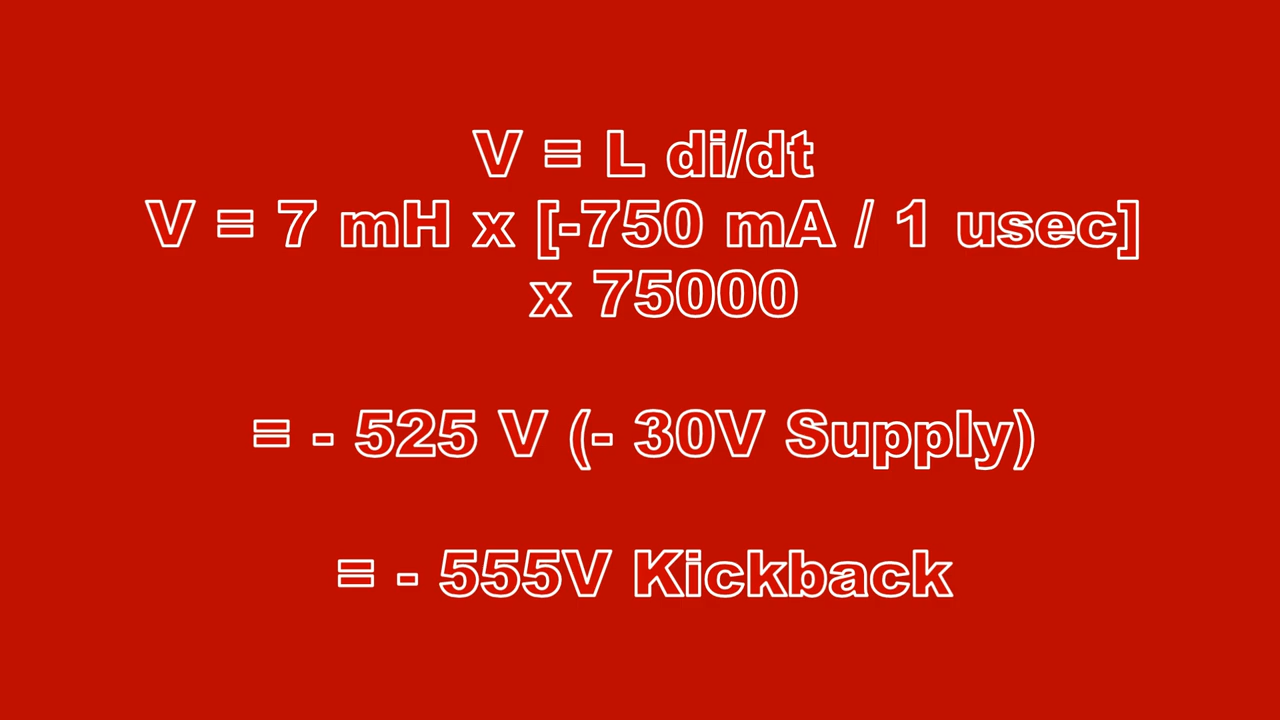 V = L di/dt
V = 7 mH x [-750 mA / 1 usec]
x 75000
= - 525 V (- 30V Supply)
= - 555V Kickback